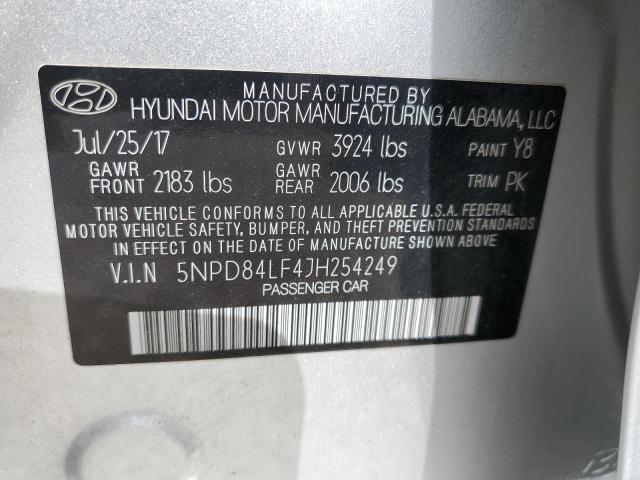 MANUFACTURED BY
HYUNDAI MOTOR MANUFACTURING ALABAMA, LLC
Jul/25/17 GVWR 3924 lbs PAINT Y8
GAWR FRONT 2183 lbs GAWR REAR 2006 lbs TRIM PK
THIS VEHICLE CONFORMS TO ALL APPLICABLE U.S.A. FEDERAL
MOTOR VEHICLE SAFETY, BUMPER, AND THEFT PREVENTION STANDARDS
IN EFFECT ON THE DATE OF MANUFACTURE SHOWN ABOVE.
V.I.N 5NPD84LF4JH254249
PASSENGER CAR